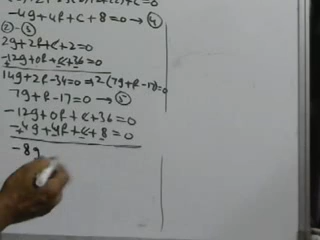 -4g+4f+c+8=0→④
②-③
2g+2f+c+2=0
-12g+0f+c+36=0
14g+2f-34=0⇒2(7g+f-17)=0
7g+f-17=0→⑤
-12g+0f+c+36=0
-4g+4f+c+8=0
-8g